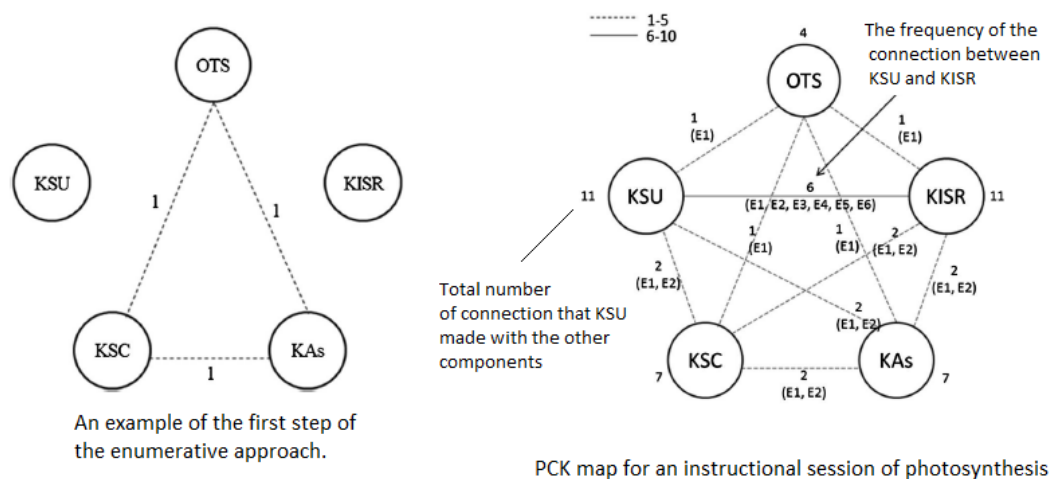 OTS
KSU
KISR
1
1
KSC
KAs
1
An example of the first step of
the enumerative approach.
1-5
6-10
The frequency of the
connection between
KSU and KISR
4
OTS
1
(E1)
1
(E1)
11
KSU
6
(E1, E2, E3, E4, E5, E6)
KISR
11
1
(E1)
1
(E1)
2
(E1, E2)
2
(E1, E2)
2
(E1, E2)
Total number
of connection that KSU
made with the other
components
2
(E1, E2)
KSC
KAs
7
7
2
(E1, E2)
PCK map for an instructional session of photosynthesis